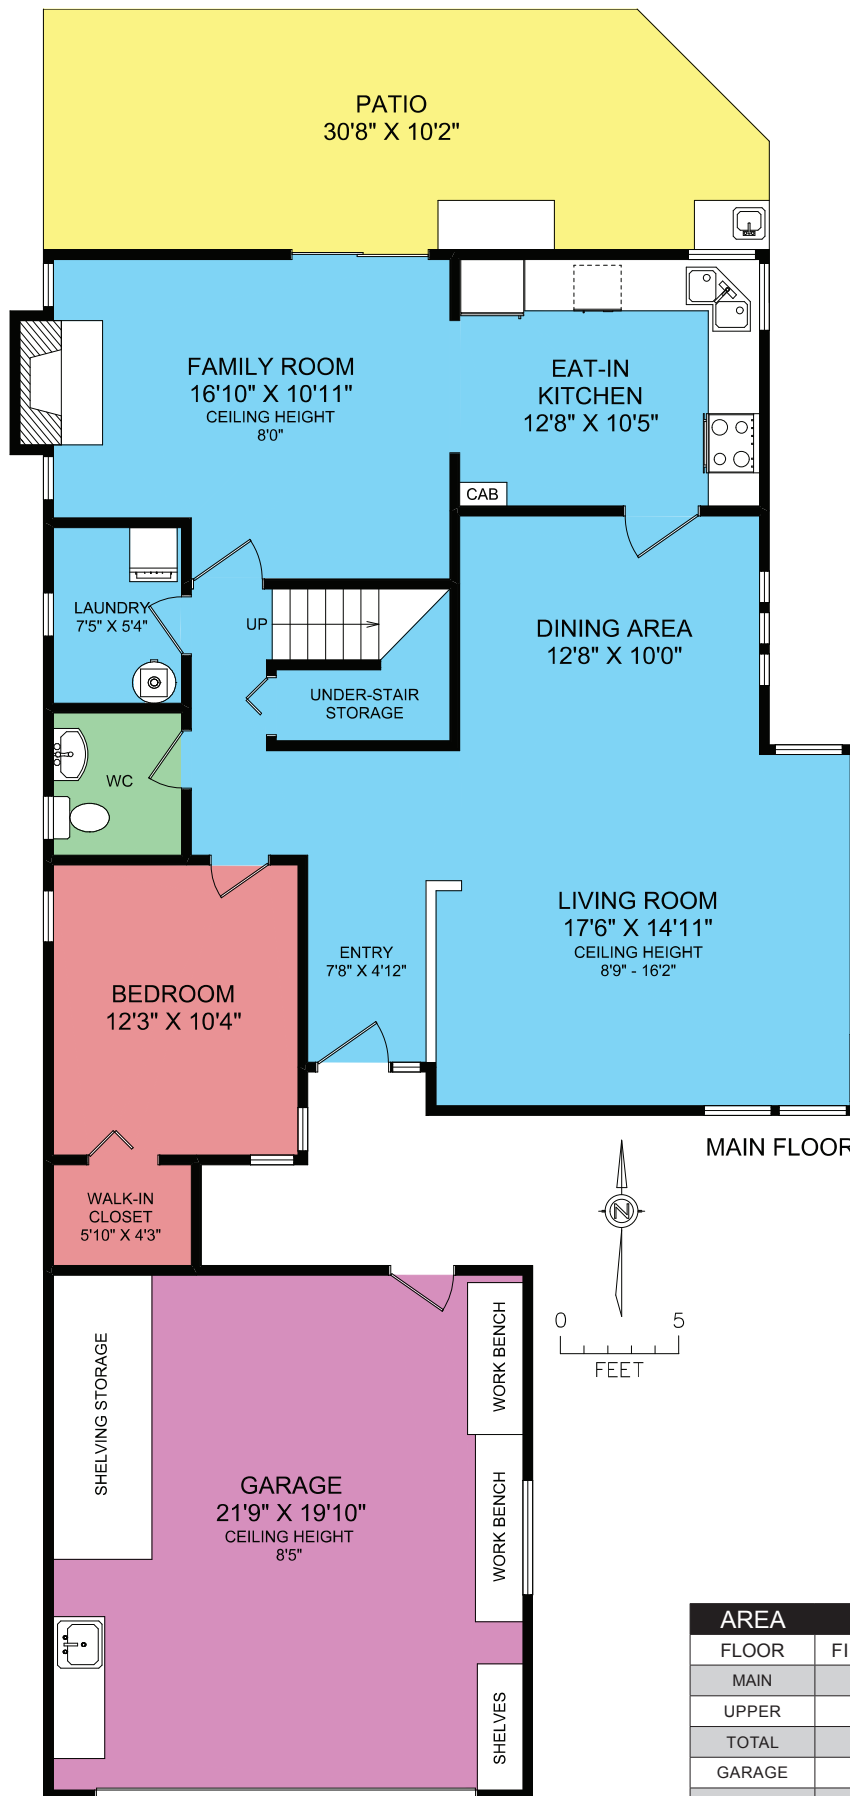 PATIO
30'8" X 10'2"
FAMILY ROOM
16'10" X 10'11"
CEILING HEIGHT
8'0"
EAT-IN
KITCHEN
12'8" X 10'5"
CAB
LAUNDRY
7'5" X 5'4"
UP
DINING AREA
12'8" X 10'0"
UNDER-STAIR
STORAGE
WC
LIVING ROOM
17'6" X 14'11"
CEILING HEIGHT
8'9" - 16'2"
ENTRY
7'8" X 4'12"
BEDROOM
12'3" X 10'4"
MAIN FLOOR
WALK-IN
CLOSET
5'10" X 4'3"
N
0 5
FEET
SHELVING STORAGE
WORK BENCH
WORK BENCH
GARAGE
21'9" X 19'10"
CEILING HEIGHT
8'5"
SHELVES
AREA
FLOOR FI
MAIN
UPPER
TOTAL
GARAGE